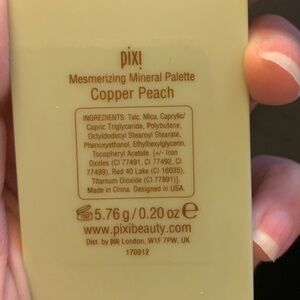 pixi
Mesmerizing Mineral Palette
Copper Peach
INGREDIENTS: Talc, Mica, Caprylic/
Capric Triglyceride, Polybutene,
Octyldodecyl Stearoyl Stearate,
Phenoxyethanol, Ethylhexylglycerin,
Tocopheryl Acetate. [+/- Iron
Oxides (CI 77491, CI 77492, CI
77499), Red 40 Lake (CI 16035),
Titanium Dioxide (CI 77891)].
Made in China. Designed in USA.
5.76 g / 0.20 oz e
www.pixibeauty.com
Dist. by pixi London, W1F 7PW, UK
170912